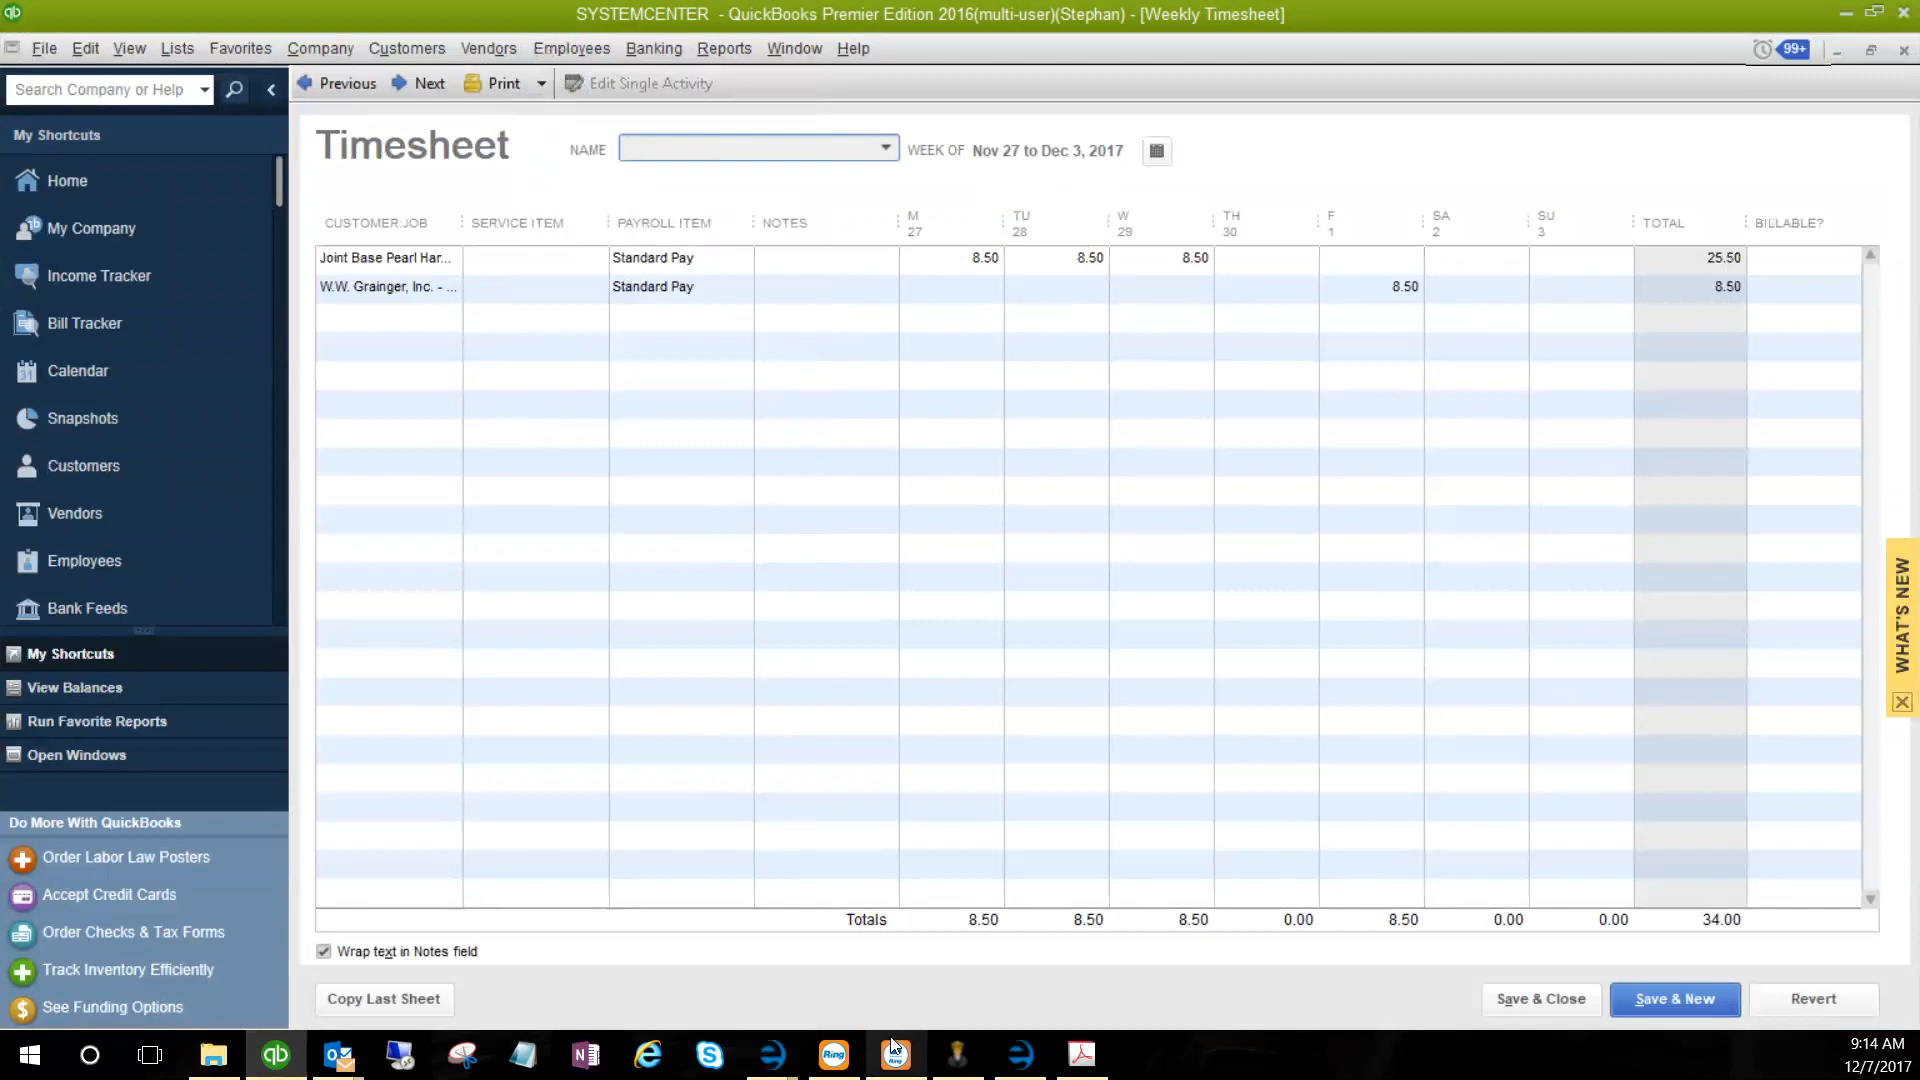 SYSTEMCENTER - QuickBooks Premier Edition 2016(multi-user)(Stephan) - [Weekly Timesheet]
File Edit View Lists Favorites Company Customers Vendors Employees Banking Reports Window Help
99+
Search Company or Help
Previous Next Print Edit Single Activity
My Shortcuts
Home
My Company
Income Tracker
Bill Tracker
Calendar
Snapshots
Customers
Vendors
Employees
Bank Feeds
My Shortcuts
View Balances
Run Favorite Reports
Open Windows
Do More With QuickBooks
Order Labor Law Posters
Accept Credit Cards
Order Checks & Tax Forms
Track Inventory Efficiently
See Funding Options
Timesheet NAME WEEK OF Nov 27 to Dec 3, 2017
CUSTOMER:JOB SERVICE ITEM PAYROLL ITEM NOTES M 27 TU 28 W 29 TH 30 F 1 SA 2 SU 3 TOTAL BILLABLE?
Joint Base Pearl Har... Standard Pay 8.50 8.50 8.50 25.50
W.W. Grainger, Inc. - ... Standard Pay 8.50 8.50
Totals 8.50 8.50 8.50 0.00 8.50 0.00 0.00 34.00
Wrap text in Notes field
Copy Last Sheet Save & Close Save & New Revert
WHAT'S NEW
Ring
Ring
9:14 AM
12/7/2017